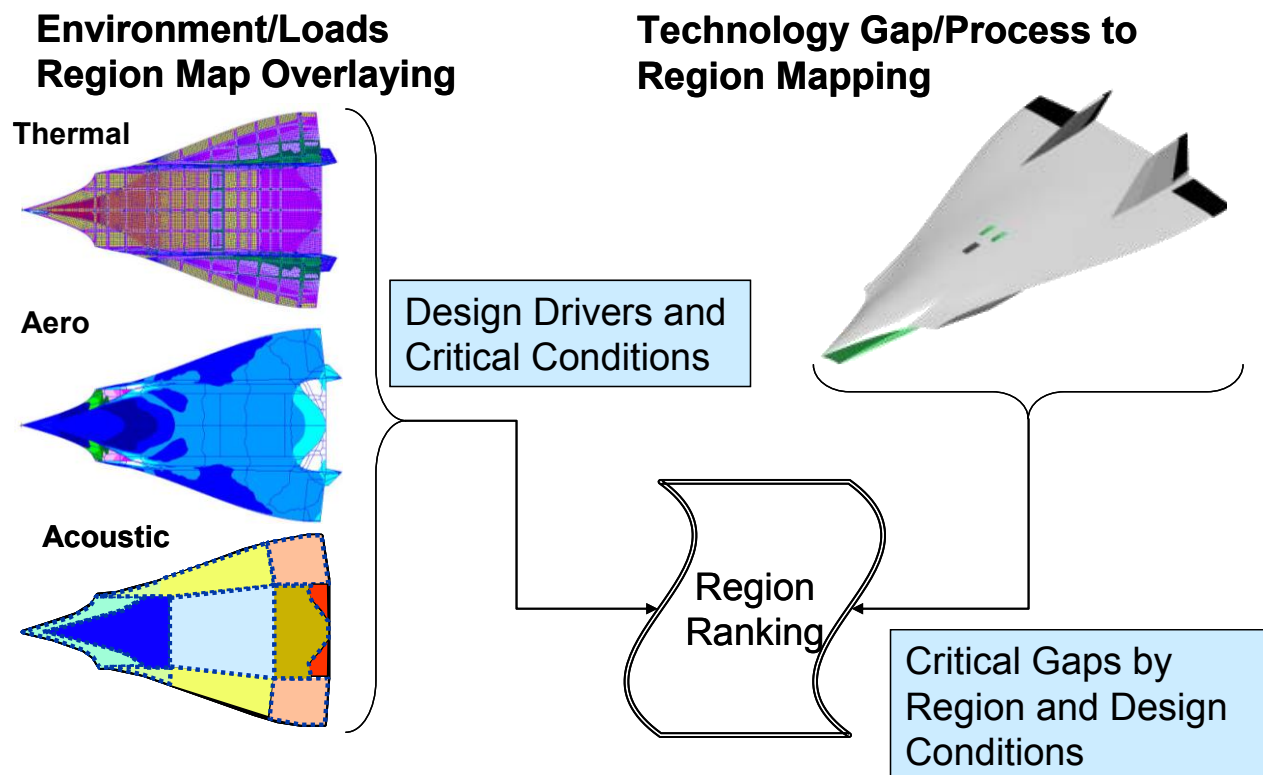 Environment/Loads
Region Map Overlaying
Technology Gap/Process to
Region Mapping
Thermal
Aero
Acoustic
Design Drivers and
Critical Conditions
Region
Ranking
Critical Gaps by
Region and Design
Conditions